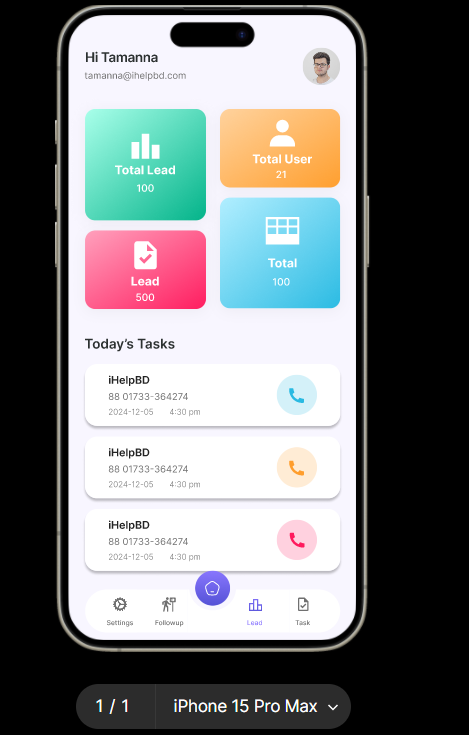 Hi Tamanna
tamanna@ihelpbd.com
Total Lead
100
Total User
21
Lead
500
Total
100
Today's Tasks
iHelpBD
88 01733-364274
2024-12-05 4:30 pm
iHelpBD
88 01733-364274
2024-12-05 4:30 pm
iHelpBD
88 01733-364274
2024-12-05 4:30 pm
Settings
Followup
Lead
Task
1 / 1
iPhone 15 Pro Max